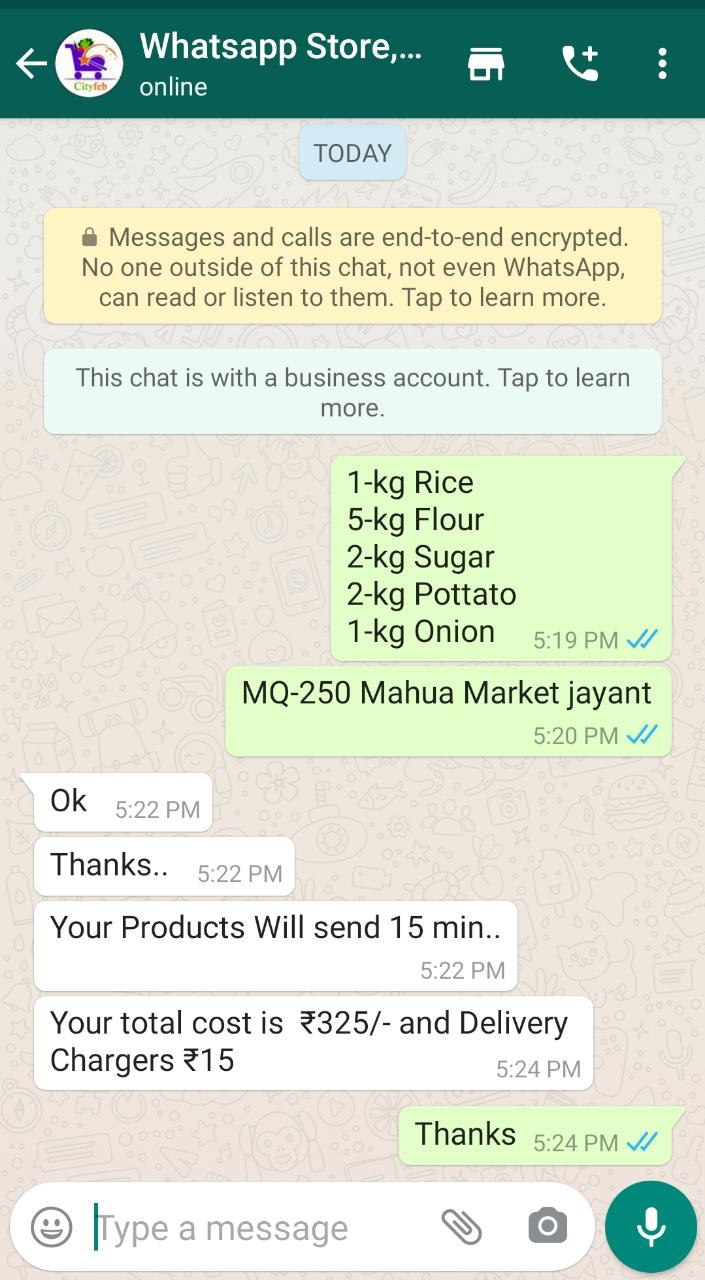 Whatsapp Store,...
online
Cityfeb
TODAY
Messages and calls are end-to-end encrypted.
No one outside of this chat, not even WhatsApp,
can read or listen to them. Tap to learn more.
This chat is with a business account. Tap to learn
more.
1-kg Rice
5-kg Flour
2-kg Sugar
2-kg Pottato
1-kg Onion 5:19 PM
MQ-250 Mahua Market jayant
5:20 PM
Ok 5:22 PM
Thanks.. 5:22 PM
Your Products Will send 15 min..
5:22 PM
Your total cost is ₹325/- and Delivery
Chargers ₹15 5:24 PM
Thanks 5:24 PM
Type a message